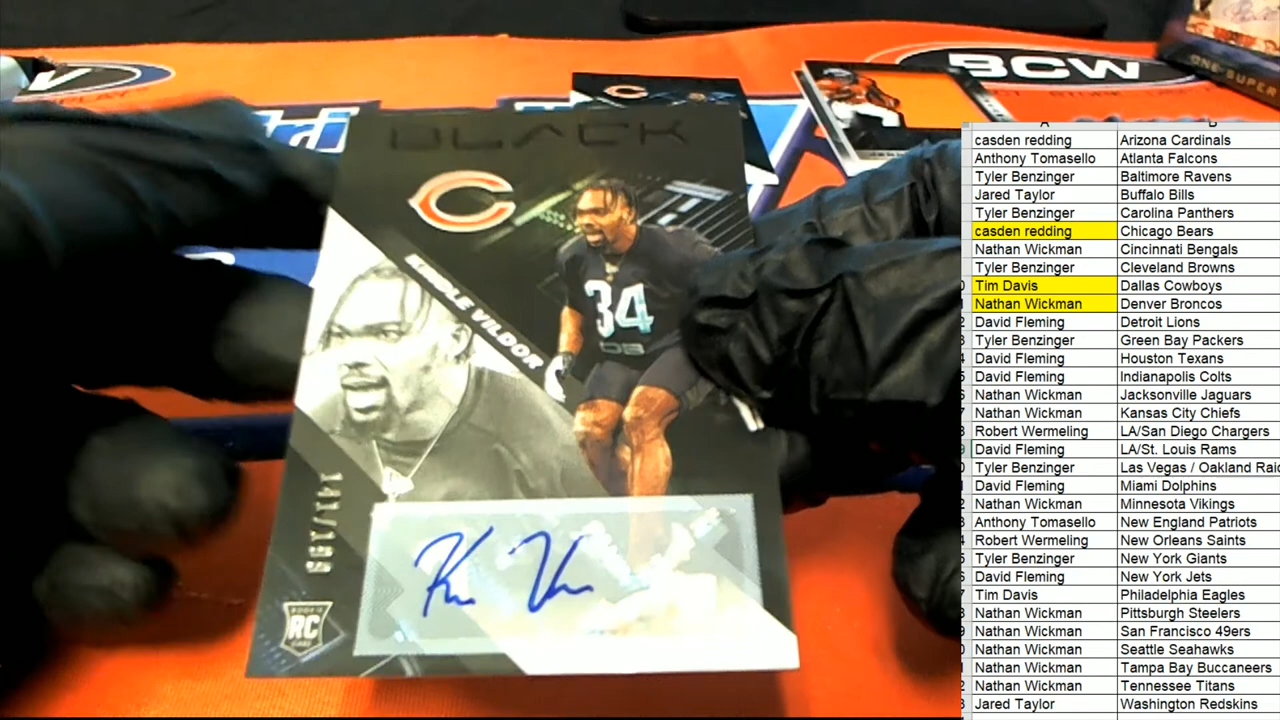 BCW
ONE SUPER
BLACK
KINDLE VILDOR
34
DB
141/199
ROOKIE
RC
CARD
casden redding Arizona Cardinals
Anthony Tomasello Atlanta Falcons
Tyler Benzinger Baltimore Ravens
Jared Taylor Buffalo Bills
Tyler Benzinger Carolina Panthers
casden redding Chicago Bears
Nathan Wickman Cincinnati Bengals
Tyler Benzinger Cleveland Browns
Tim Davis Dallas Cowboys
Nathan Wickman Denver Broncos
David Fleming Detroit Lions
Tyler Benzinger Green Bay Packers
David Fleming Houston Texans
David Fleming Indianapolis Colts
Nathan Wickman Jacksonville Jaguars
Nathan Wickman Kansas City Chiefs
Robert Wermeling LA/San Diego Chargers
David Fleming LA/St. Louis Rams
Tyler Benzinger Las Vegas / Oakland Raid
David Fleming Miami Dolphins
Nathan Wickman Minnesota Vikings
Anthony Tomasello New England Patriots
Robert Wermeling New Orleans Saints
Tyler Benzinger New York Giants
David Fleming New York Jets
Tim Davis Philadelphia Eagles
Nathan Wickman Pittsburgh Steelers
Nathan Wickman San Francisco 49ers
Nathan Wickman Seattle Seahawks
Nathan Wickman Tampa Bay Buccaneers
Nathan Wickman Tennessee Titans
Jared Taylor Washington Redskins